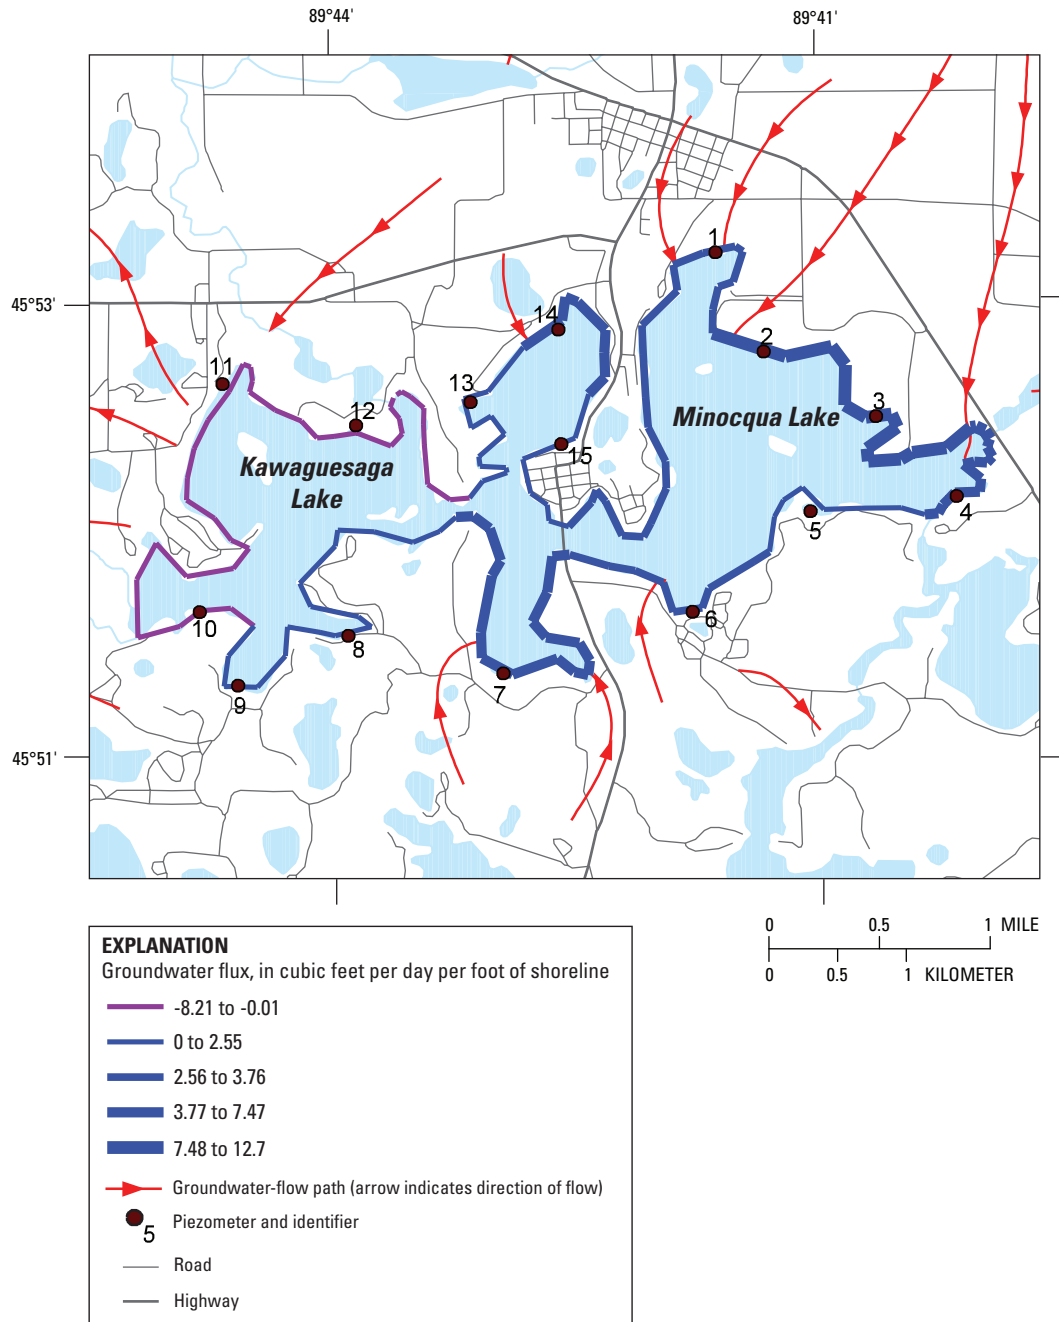 89°44'
89°41'
45°53'
1
14
2
11
13
3
12
Minocqua Lake
15
Kawaguesaga
Lake
4
5
10
6
8
7
9
45°51'
0 0.5 1 MILE
0 0.5 1 KILOMETER
EXPLANATION
Groundwater flux, in cubic feet per day per foot of shoreline
-8.21 to -0.01
0 to 2.55
2.56 to 3.76
3.77 to 7.47
7.48 to 12.7
Groundwater-flow path (arrow indicates direction of flow)
5
Piezometer and identifier
Road
Highway